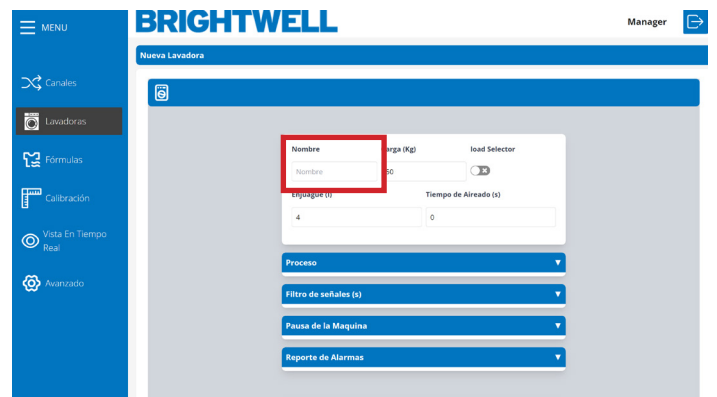 MENU
BRIGHTWELL
Manager
Nueva Lavadora
Canales
Lavadoras
Fórmulas
Calibración
Vista En Tiempo
Real
Avanzado
Nombre
arga (Kg)
load Selector
Nombre
60
Enjuague (l)
Tiempo de Aireado (s)
4
0
Proceso
Filtro de señales (s)
Pausa de la Maquina
Reporte de Alarmas